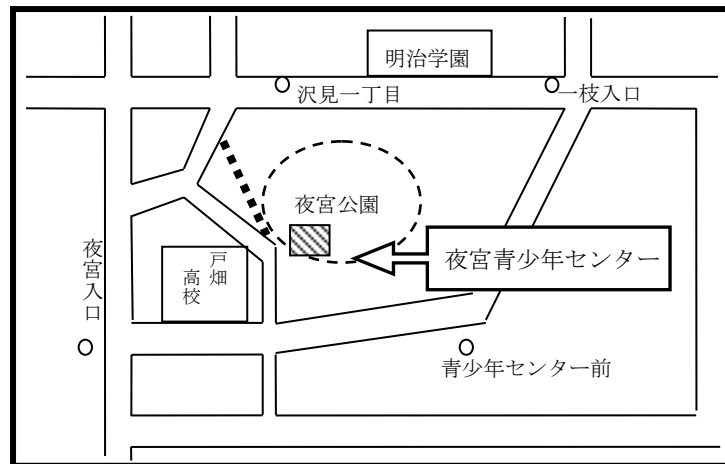 明治学園
沢見一丁目
一枝入口
夜宮公園
夜宮青少年センター
夜宮入口
戸畑
高校
青少年センター前